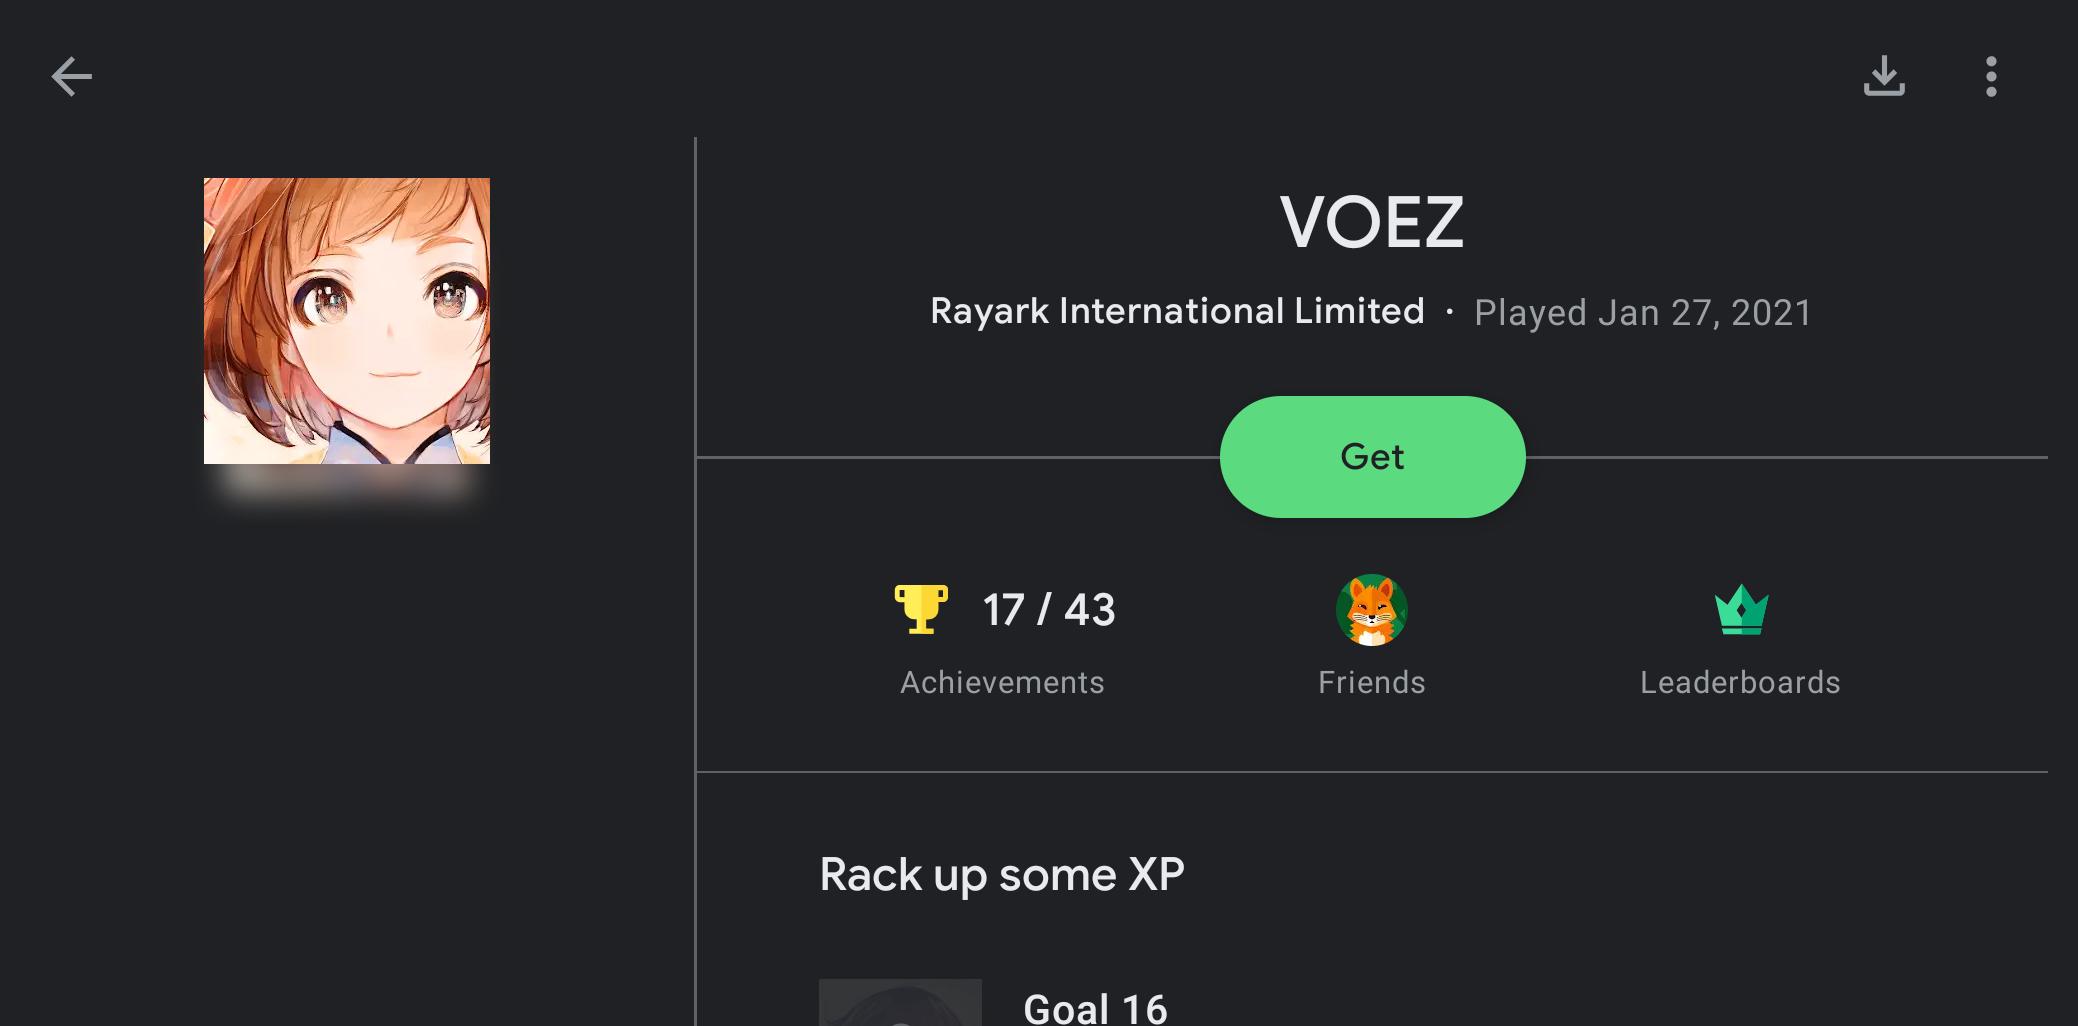 VOEZ
Rayark International Limited · Played Jan 27, 2021
Get
17 / 43
Achievements
Friends
Leaderboards
Rack up some XP
Goal 16